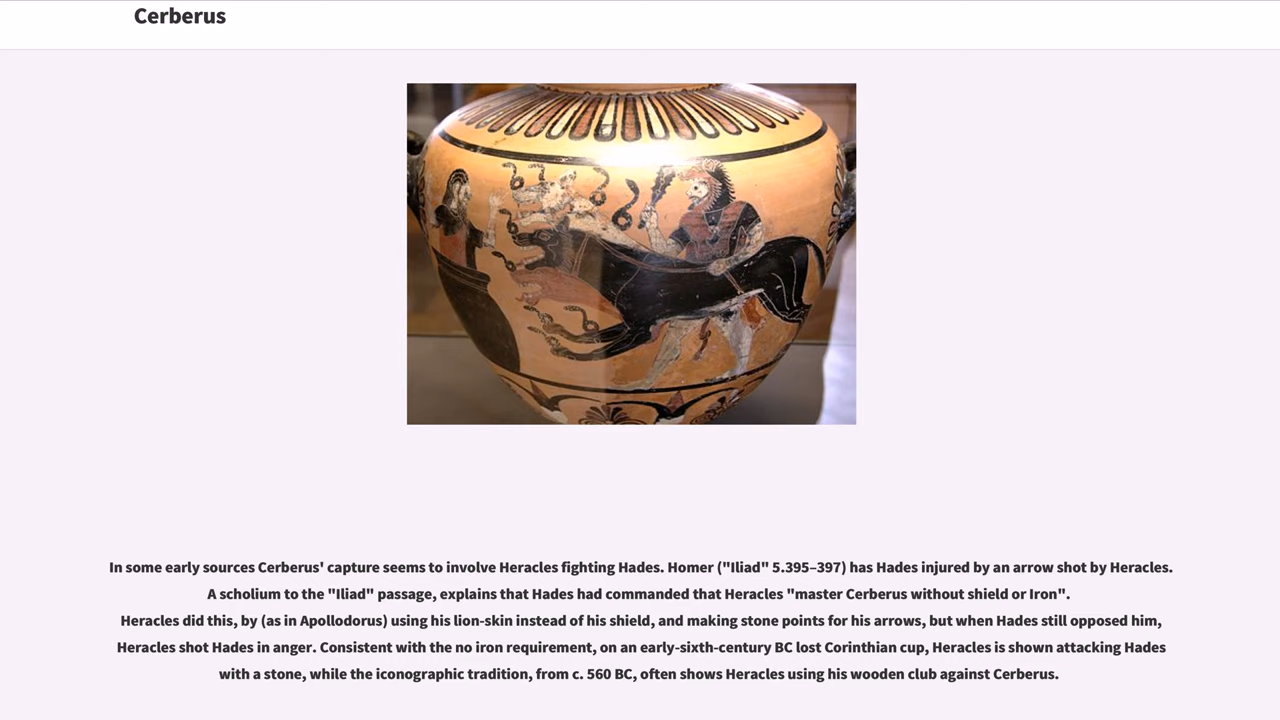 Cerberus
In some early sources Cerberus' capture seems to involve Heracles fighting Hades. Homer ("Iliad" 5.395–397) has Hades injured by an arrow shot by Heracles.
A scholium to the "Iliad" passage, explains that Hades had commanded that Heracles "master Cerberus without shield or Iron".
Heracles did this, by (as in Apollodorus) using his lion-skin instead of his shield, and making stone points for his arrows, but when Hades still opposed him,
Heracles shot Hades in anger. Consistent with the no iron requirement, on an early-sixth-century BC lost Corinthian cup, Heracles is shown attacking Hades
with a stone, while the iconographic tradition, from c. 560 BC, often shows Heracles using his wooden club against Cerberus.